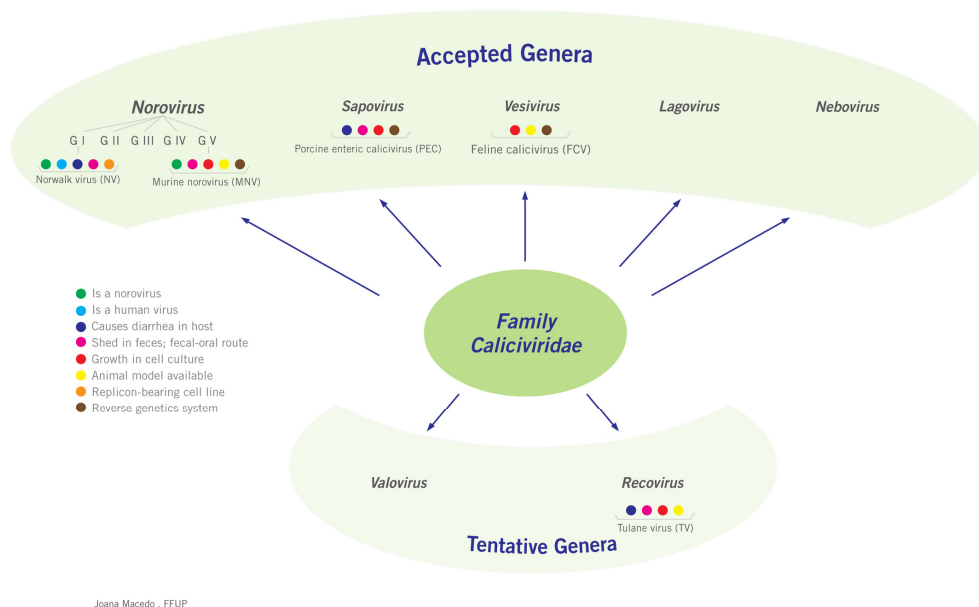 Accepted Genera
Norovirus
Sapovirus
Vesivirus
Lagovirus
Nebovirus
G I G II G III G IV G V
Porcine enteric calicivirus (PEC)
Feline calicivirus (FCV)
Norwalk virus (NV)
Murine norovirus (MNV)
Is a norovirus
Is a human virus
Causes diarrhea in host
Shed in feces; fecal-oral route
Growth in cell culture
Animal model available
Replicon-bearing cell line
Reverse genetics system
Family
Caliciviridae
Valovirus
Recovirus
Tulane virus (TV)
Tentative Genera
Joana Macedo . FFUP